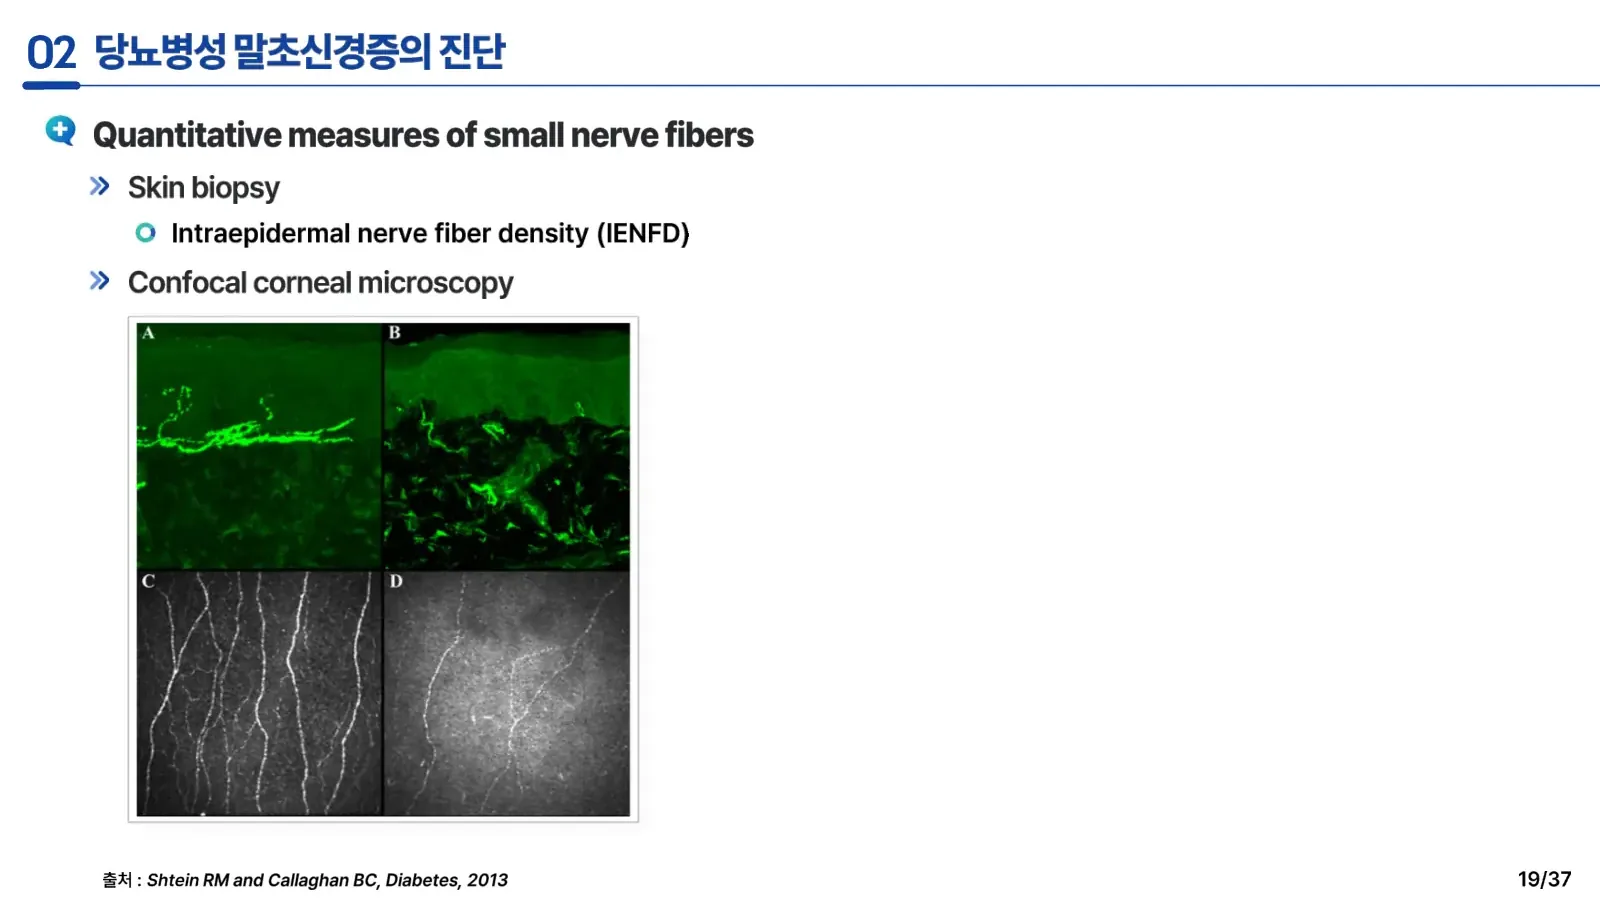 02 당뇨병성 말초신경증의 진단
Quantitative measures of small nerve fibers
Skin biopsy
Intraepidermal nerve fiber density (IENFD)
Confocal corneal microscopy
A
B
C
D
출처 : Shtein RM and Callaghan BC, Diabetes, 2013
19/37